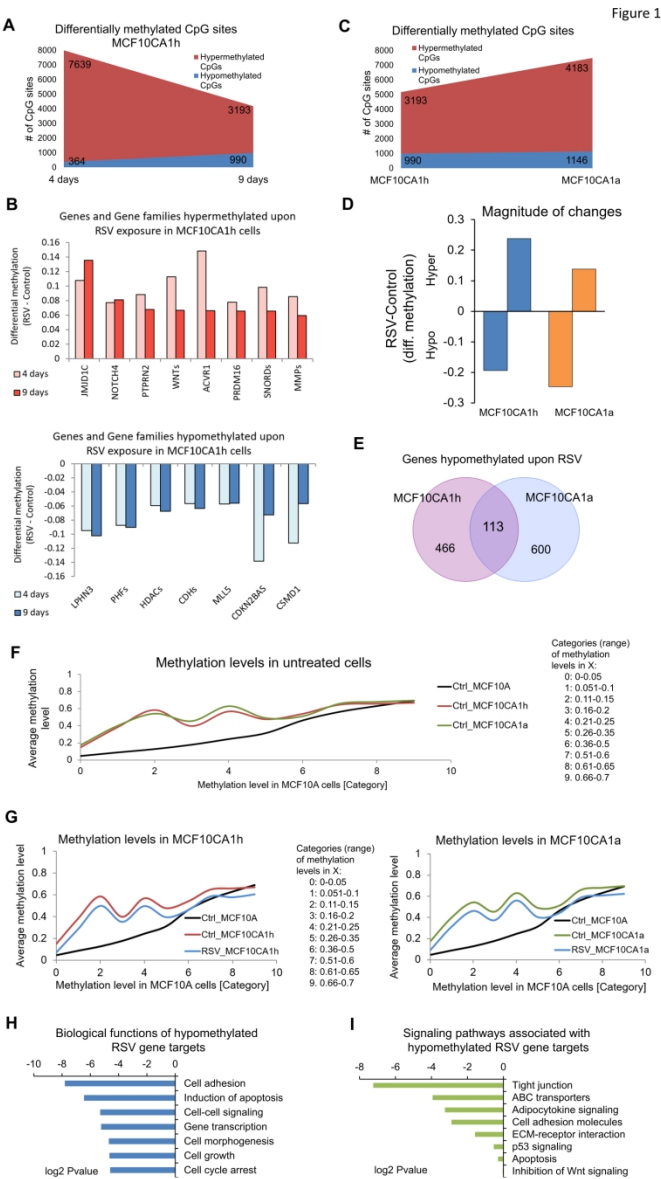 Figure 1
A
Differentially methylated CpG sites
MCF10CA1h
8000
7000
6000
5000
4000
3000
2000
1000
0
# of CpG sites
7639
364
3193
990
Hypermethylated
CpGs
Hypomethylated
CpGs
4 days
9 days
C
Differentially methylated CpG sites
8000
7000
6000
5000
4000
3000
2000
1000
0
# of CpG sites
Hypermethylated
CpGs
Hypomethylated
CpGs
3193
990
4183
1146
MCF10CA1h
MCF10CA1a
B
Genes and Gene families hypermethylated upon
RSV exposure in MCF10CA1h cells
0.16
0.14
0.12
0.1
0.08
0.06
0.04
0.02
0
Differential methylation
(RSV - Control)
4 days
9 days
JMID1C
NOTCH4
PTPRN2
WNTs
ACVR1
PRDM16
SNORDs
MMPs
Genes and Gene families hypomethylated upon
RSV exposure in MCF10CA1h cells
0
-0.02
-0.04
-0.06
-0.08
-0.1
-0.12
-0.14
-0.16
Differential methylation
(RSV - Control)
4 days
9 days
LPHN3
PHFs
HDACs
CDHs
MLL5
CDKN2BAS
CSMD1
D
Magnitude of changes
0.3
0.2
0.1
0
-0.1
-0.2
-0.3
RSV-Control
(diff. methylation)
Hypo
Hyper
MCF10CA1h
MCF10CA1a
E
Genes hypomethylated upon RSV
MCF10CA1h
MCF10CA1a
466
113
600
F
Methylation levels in untreated cells
1
0.8
0.6
0.4
0.2
0
Average methylation
level
Ctrl_MCF10A
Ctrl_MCF10CA1h
Ctrl_MCF10CA1a
0 2 4 6 8 10
Methylation level in MCF10A cells [Category]
Categories (range)
of methylation
levels in X:
0: 0-0.05
1: 0.051-0.1
2: 0.11-0.15
3: 0.16-0.2
4: 0.21-0.25
5: 0.26-0.35
6: 0.36-0.5
7: 0.51-0.6
8: 0.61-0.65
9: 0.66-0.7
G
Methylation levels in MCF10CA1h
1
0.8
0.6
0.4
0.2
0
Average methylation level
Ctrl_MCF10A
Ctrl_MCF10CA1h
RSV_MCF10CA1h
0 2 4 6 8 10
Methylation level in MCF10A cells [Category]
Categories (range)
of methylation
levels in X:
0: 0-0.05
1: 0.051-0.1
2: 0.11-0.15
3: 0.16-0.2
4: 0.21-0.25
5: 0.26-0.35
6: 0.36-0.5
7: 0.51-0.6
8: 0.61-0.65
9: 0.66-0.7
Methylation levels in MCF10CA1a
1
0.8
0.6
0.4
0.2
0
Average methylation level
Ctrl_MCF10A
Ctrl_MCF10CA1a
RSV_MCF10CA1a
0 2 4 6 8 10
Methylation level in MCF10A cells [Category]
H
Biological functions of hypomethylated
RSV gene targets
-10 -8 -6 -4 -2 0
Cell adhesion
Induction of apoptosis
Cell-cell signaling
Gene transcription
Cell morphogenesis
Cell growth
Cell cycle arrest
log2 Pvalue
I
Signaling pathways associated with
hypomethylated RSV gene targets
-8 -6 -4 -2 0
Tight junction
ABC transporters
Adipocytokine signaling
Cell adhesion molecules
ECM-receptor interaction
p53 signaling
Apoptosis
Inhibition of Wnt signaling
log2 Pvalue